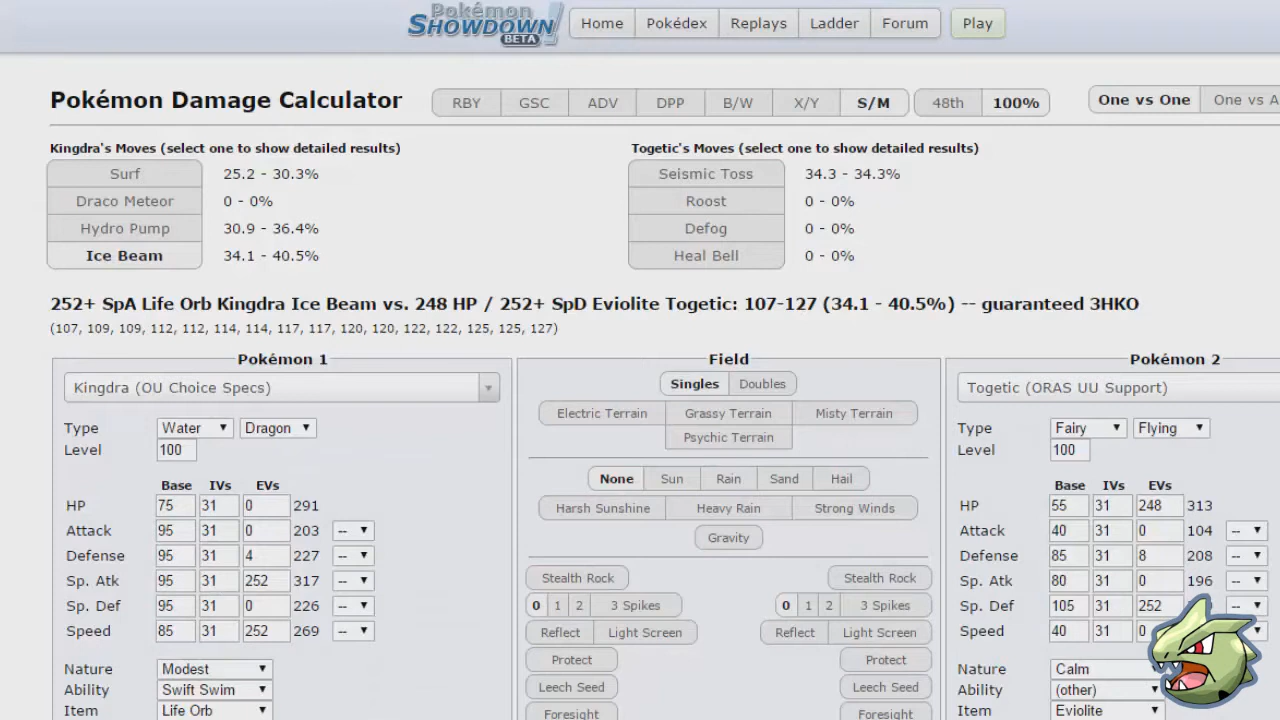 Pokémon
SHOWDOWN!
BETA
Home Pokédex Replays Ladder Forum Play
Pokémon Damage Calculator RBY GSC ADV DPP B/W X/Y S/M 48th 100% One vs One One vs A
Kingdra's Moves (select one to show detailed results) Togetic's Moves (select one to show detailed results)
Surf 25.2 - 30.3% Seismic Toss 34.3 - 34.3%
Draco Meteor 0 - 0% Roost 0 - 0%
Hydro Pump 30.9 - 36.4% Defog 0 - 0%
Ice Beam 34.1 - 40.5% Heal Bell 0 - 0%
252+ SpA Life Orb Kingdra Ice Beam vs. 248 HP / 252+ SpD Eviolite Togetic: 107-127 (34.1 - 40.5%) -- guaranteed 3HKO
(107, 109, 109, 112, 112, 114, 114, 117, 117, 120, 120, 122, 122, 125, 125, 127)
Pokémon 1 Field Pokémon 2
Kingdra (OU Choice Specs) Singles Doubles Togetic (ORAS UU Support)
Electric Terrain Grassy Terrain Misty Terrain
Type Water Dragon Type Fairy Flying
Psychic Terrain
Level 100 Level 100
None Sun Rain Sand Hail
Base IVs EVs Base IVs EVs
HP 75 31 0 291 Harsh Sunshine Heavy Rain Strong Winds HP 55 31 248 313
Attack 95 31 0 203 -- Gravity Attack 40 31 0 104 --
Defense 95 31 4 227 -- Defense 85 31 8 208 --
Sp. Atk 95 31 252 317 -- Stealth Rock Stealth Rock Sp. Atk 80 31 0 196 --
Sp. Def 95 31 0 226 -- 0 1 2 3 Spikes 0 1 2 3 Spikes Sp. Def 105 31 252
Speed 85 31 252 269 -- Reflect Light Screen Reflect Light Screen Speed 40 31 0
Protect Protect
Nature Modest Nature Calm
Ability Swift Swim Leech Seed Leech Seed Ability (other)
Item Life Orb Foresight Foresight Item Eviolite